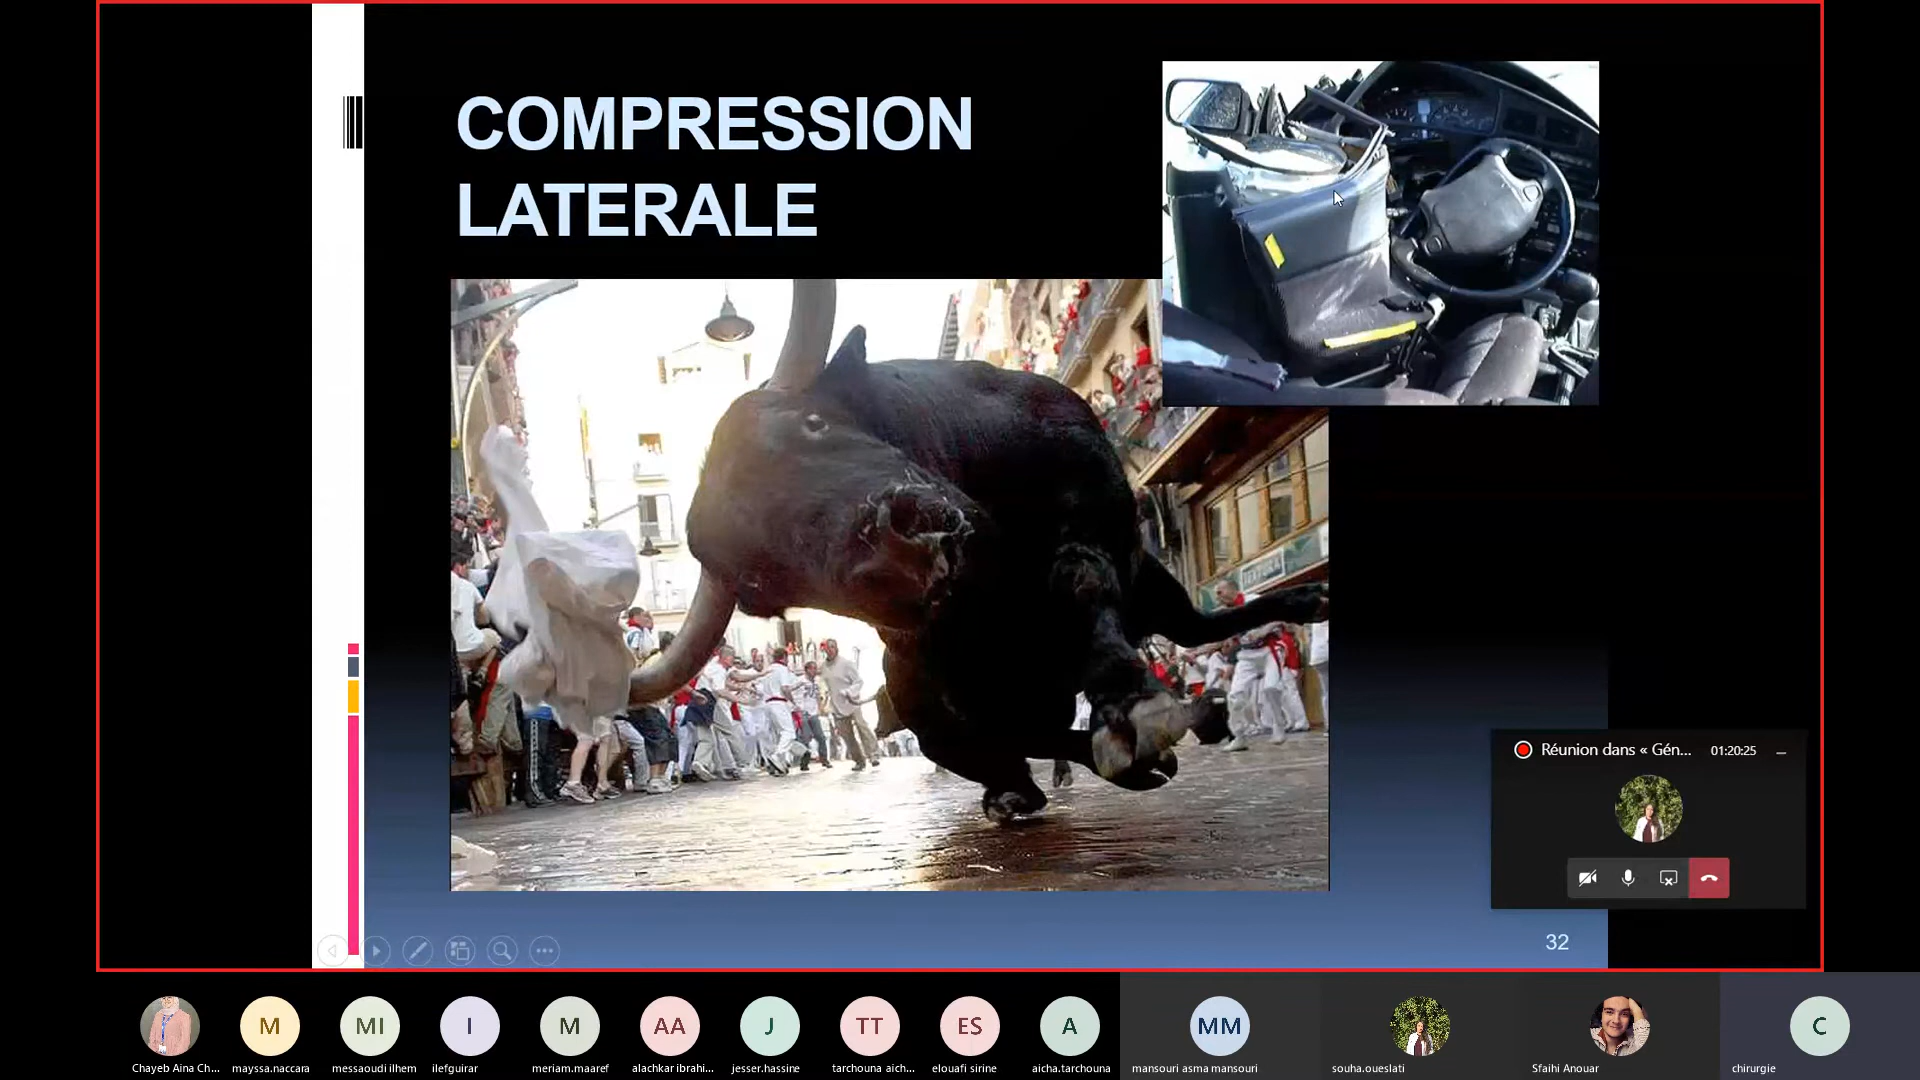 COMPRESSION
LATERALE
Réunion dans « Gén...
01:20:25
32
M
MI
I
M
AA
J
TT
ES
A
MM
C
Chayeb Aina Ch...
mayssa.naccara
messaoudi ilhem
ilefguirar
meriam.maaref
alachkar ibrahi...
jesser.hassine
tarchouna aich...
elouafi sirine
aicha.tarchouna
mansouri asma mansouri
souha.oueslati
Sfaihi Anouar
chirurgie